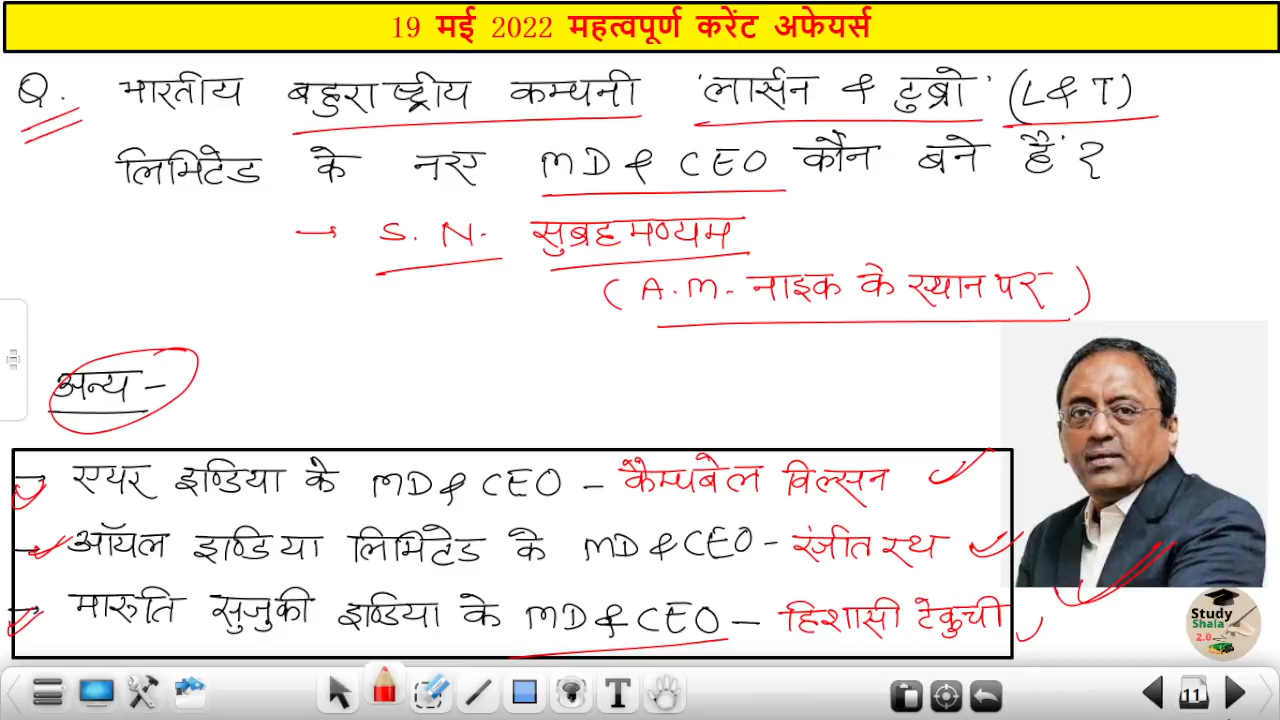 19 मई 2022 महत्वपूर्ण करेंट अफेयर्स
Q. भारतीय बहुराष्ट्रीय कम्पनी 'लार्सन & टुब्रो' (L&T)
लिमिटेड के नए MD & CEO कौन बने हैं ?
→ S. N. सुब्रहमण्यम
(A.M. नाइक के स्थान पर)
अन्य -
→ एयर इण्डिया के MD & CEO - कैम्पबेल विल्सन
→ ऑयल इण्डिया लिमिटेड के MD & CEO - रंजीत रथ
→ मारुति सुजुकी इण्डिया के MD & CEO - हिशासी टेकुची
Study
Shala
2.0
T
11